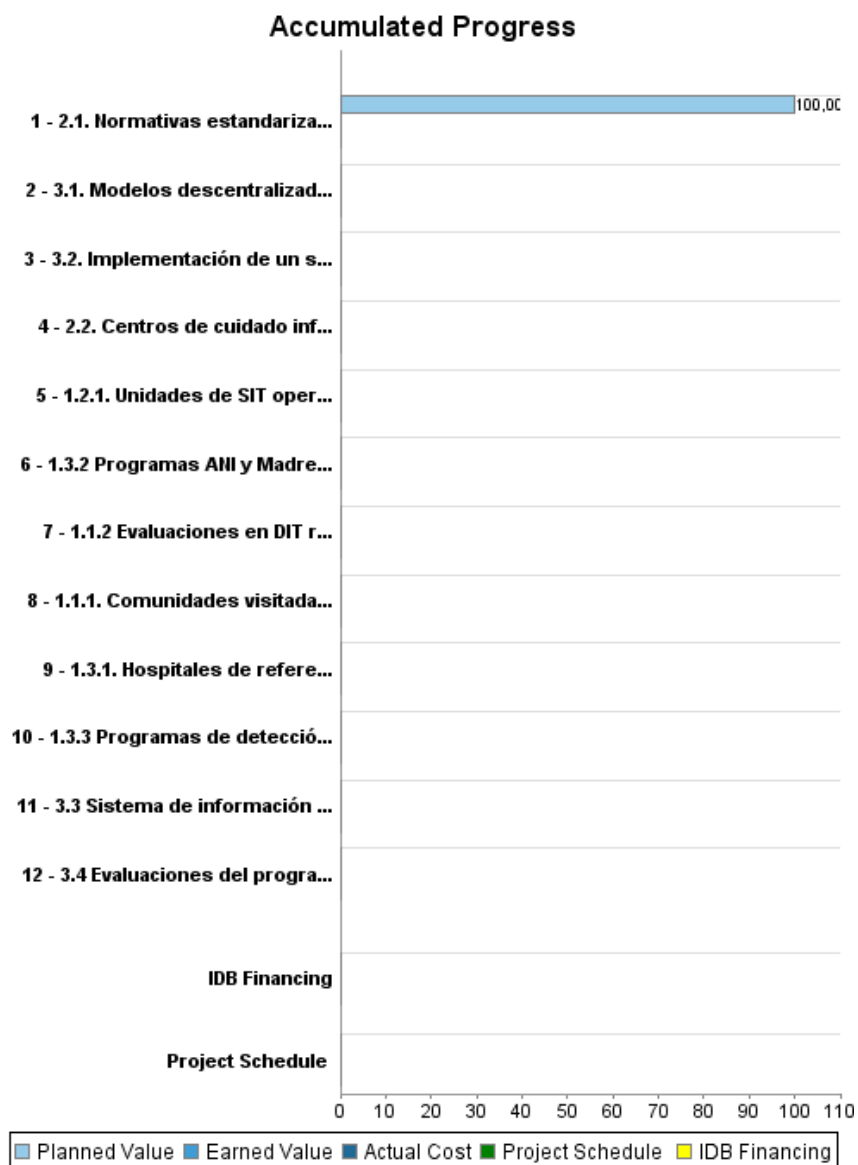 Accumulated Progress
100,00
1 - 2.1. Normativas estandariza...
2 - 3.1. Modelos descentralizad...
3 - 3.2. Implementación de un s...
4 - 2.2. Centros de cuidado inf...
5 - 1.2.1. Unidades de SIT oper...
6 - 1.3.2 Programas ANI y Madre...
7 - 1.1.2 Evaluaciones en DIT r...
8 - 1.1.1. Comunidades visitada...
9 - 1.3.1. Hospitales de refere...
10 - 1.3.3 Programas de detecció...
11 - 3.3 Sistema de información ...
12 - 3.4 Evaluaciones del progra...
IDB Financing
Project Schedule
0 10 20 30 40 50 60 70 80 90 100 110
Planned Value Earned Value Actual Cost Project Schedule IDB Financing